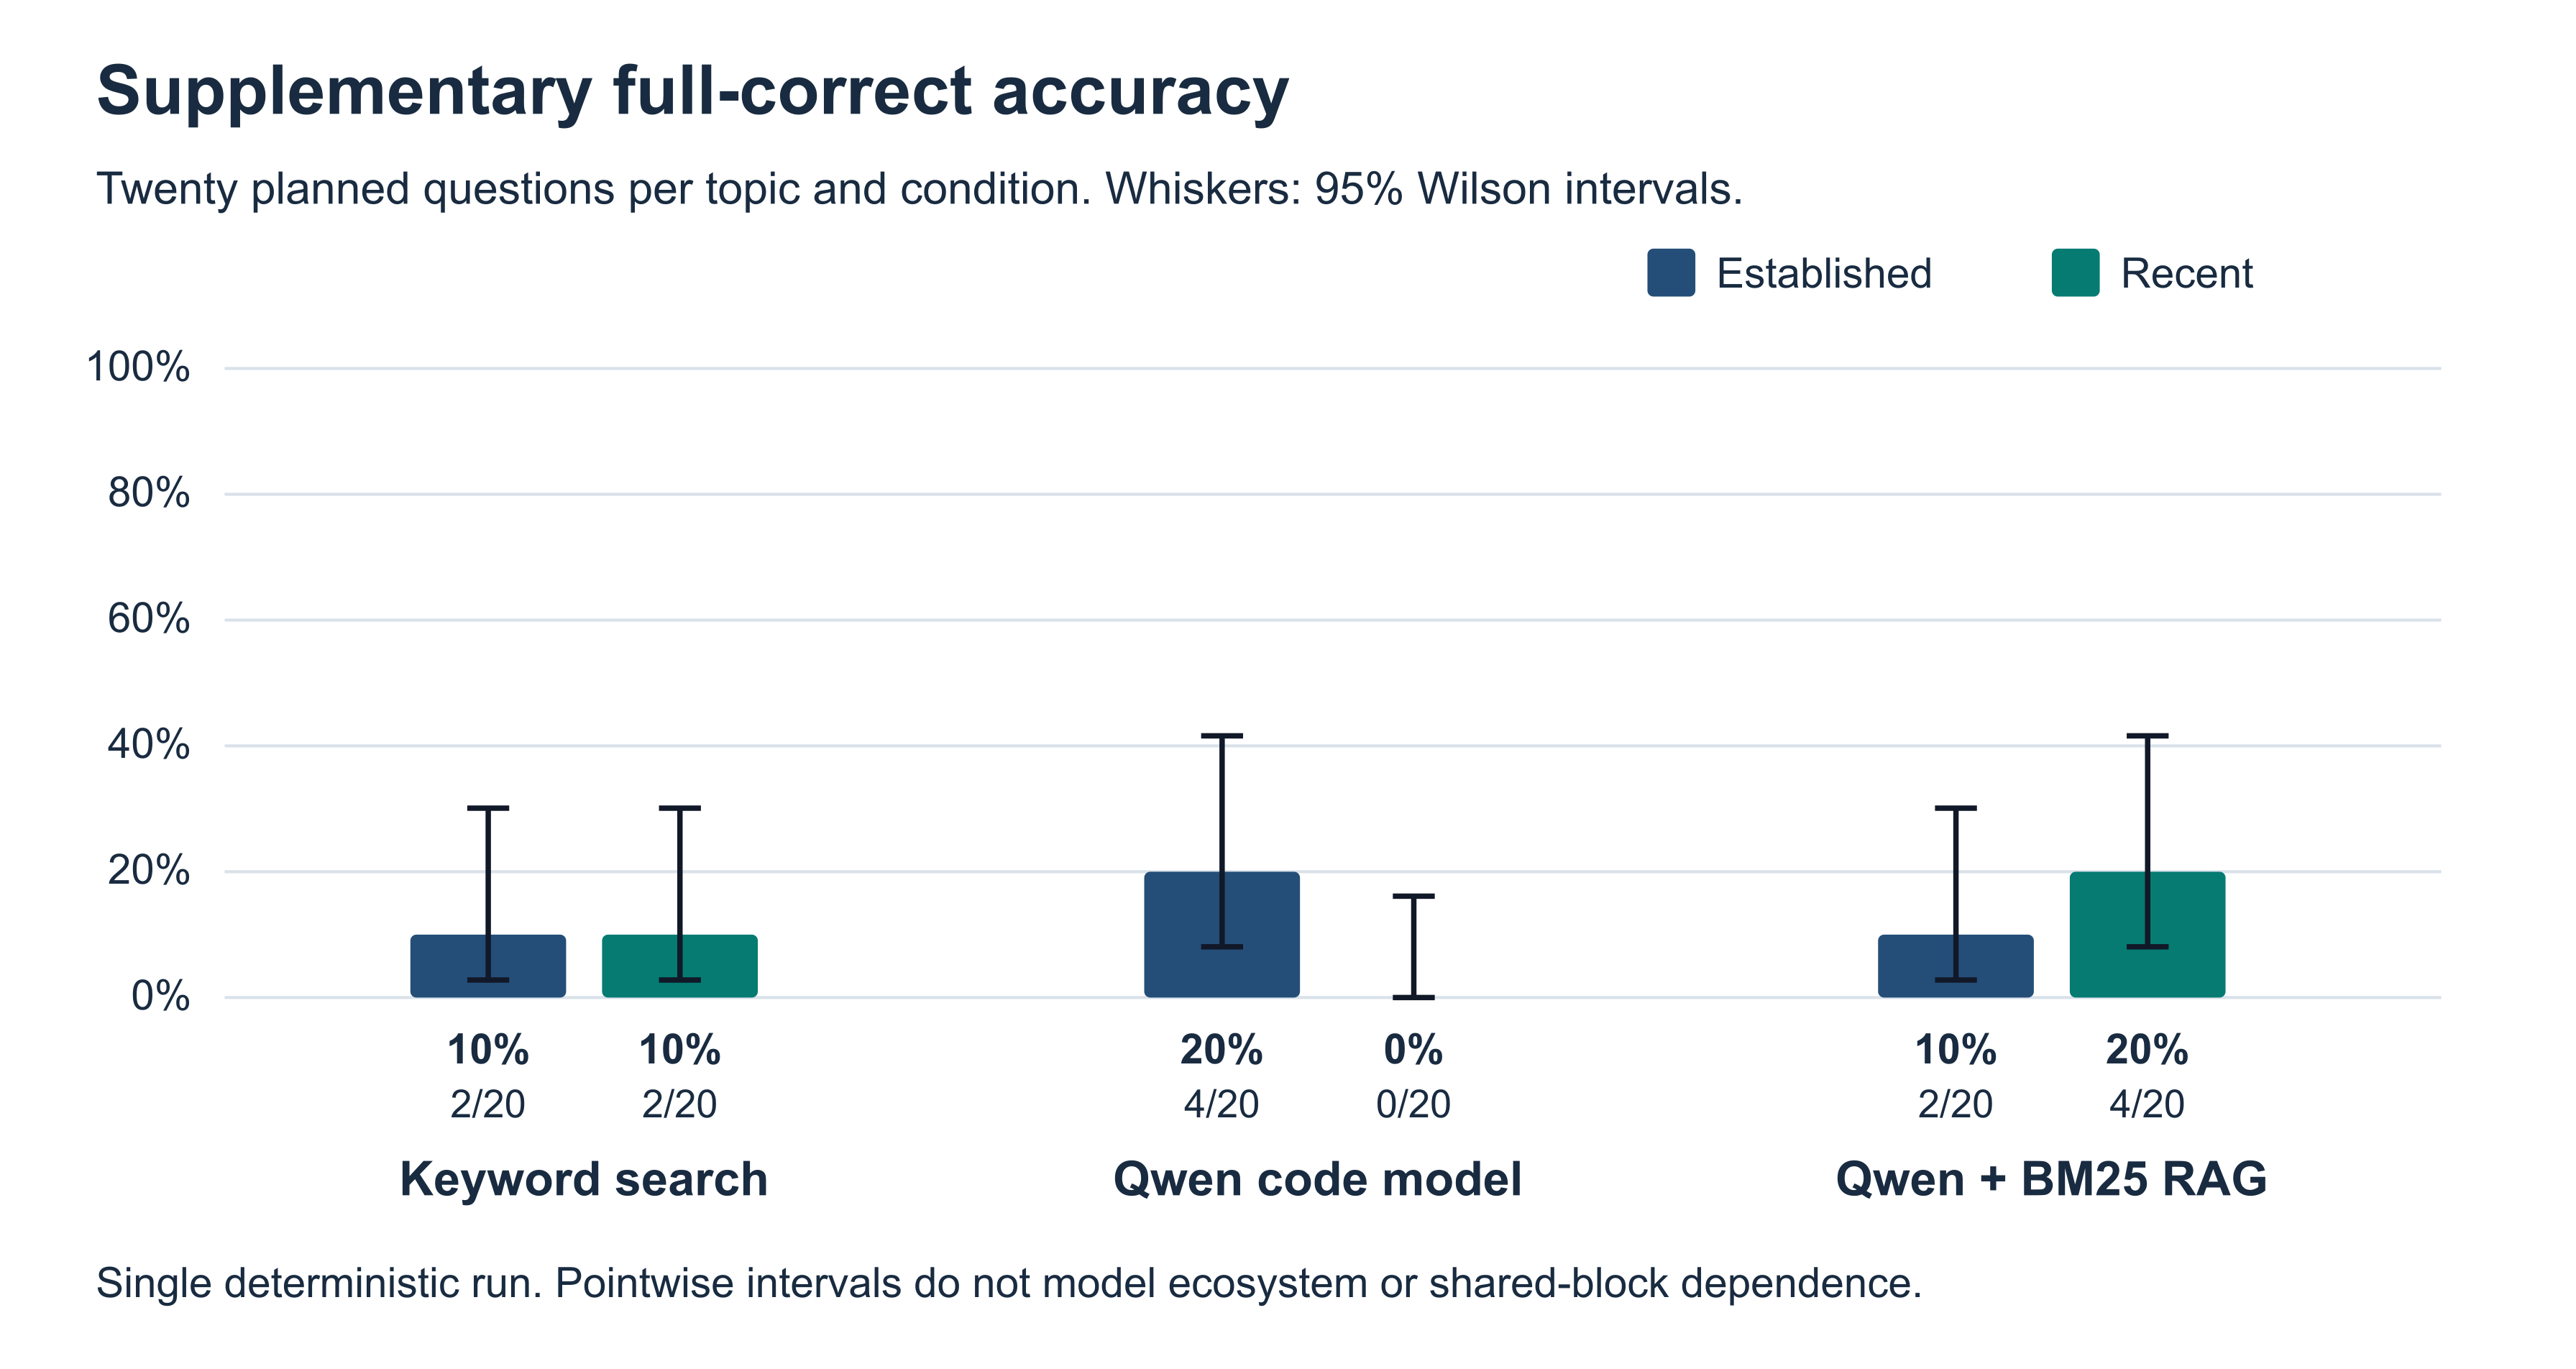 Supplementary full-correct accuracy
Twenty planned questions per topic and condition. Whiskers: 95% Wilson intervals.
Established Recent
100%
80%
60%
40%
20%
0%
10% 10% 20% 0% 10% 20%
2/20 2/20 4/20 0/20 2/20 4/20
Keyword search Qwen code model Qwen + BM25 RAG
Single deterministic run. Pointwise intervals do not model ecosystem or shared-block dependence.